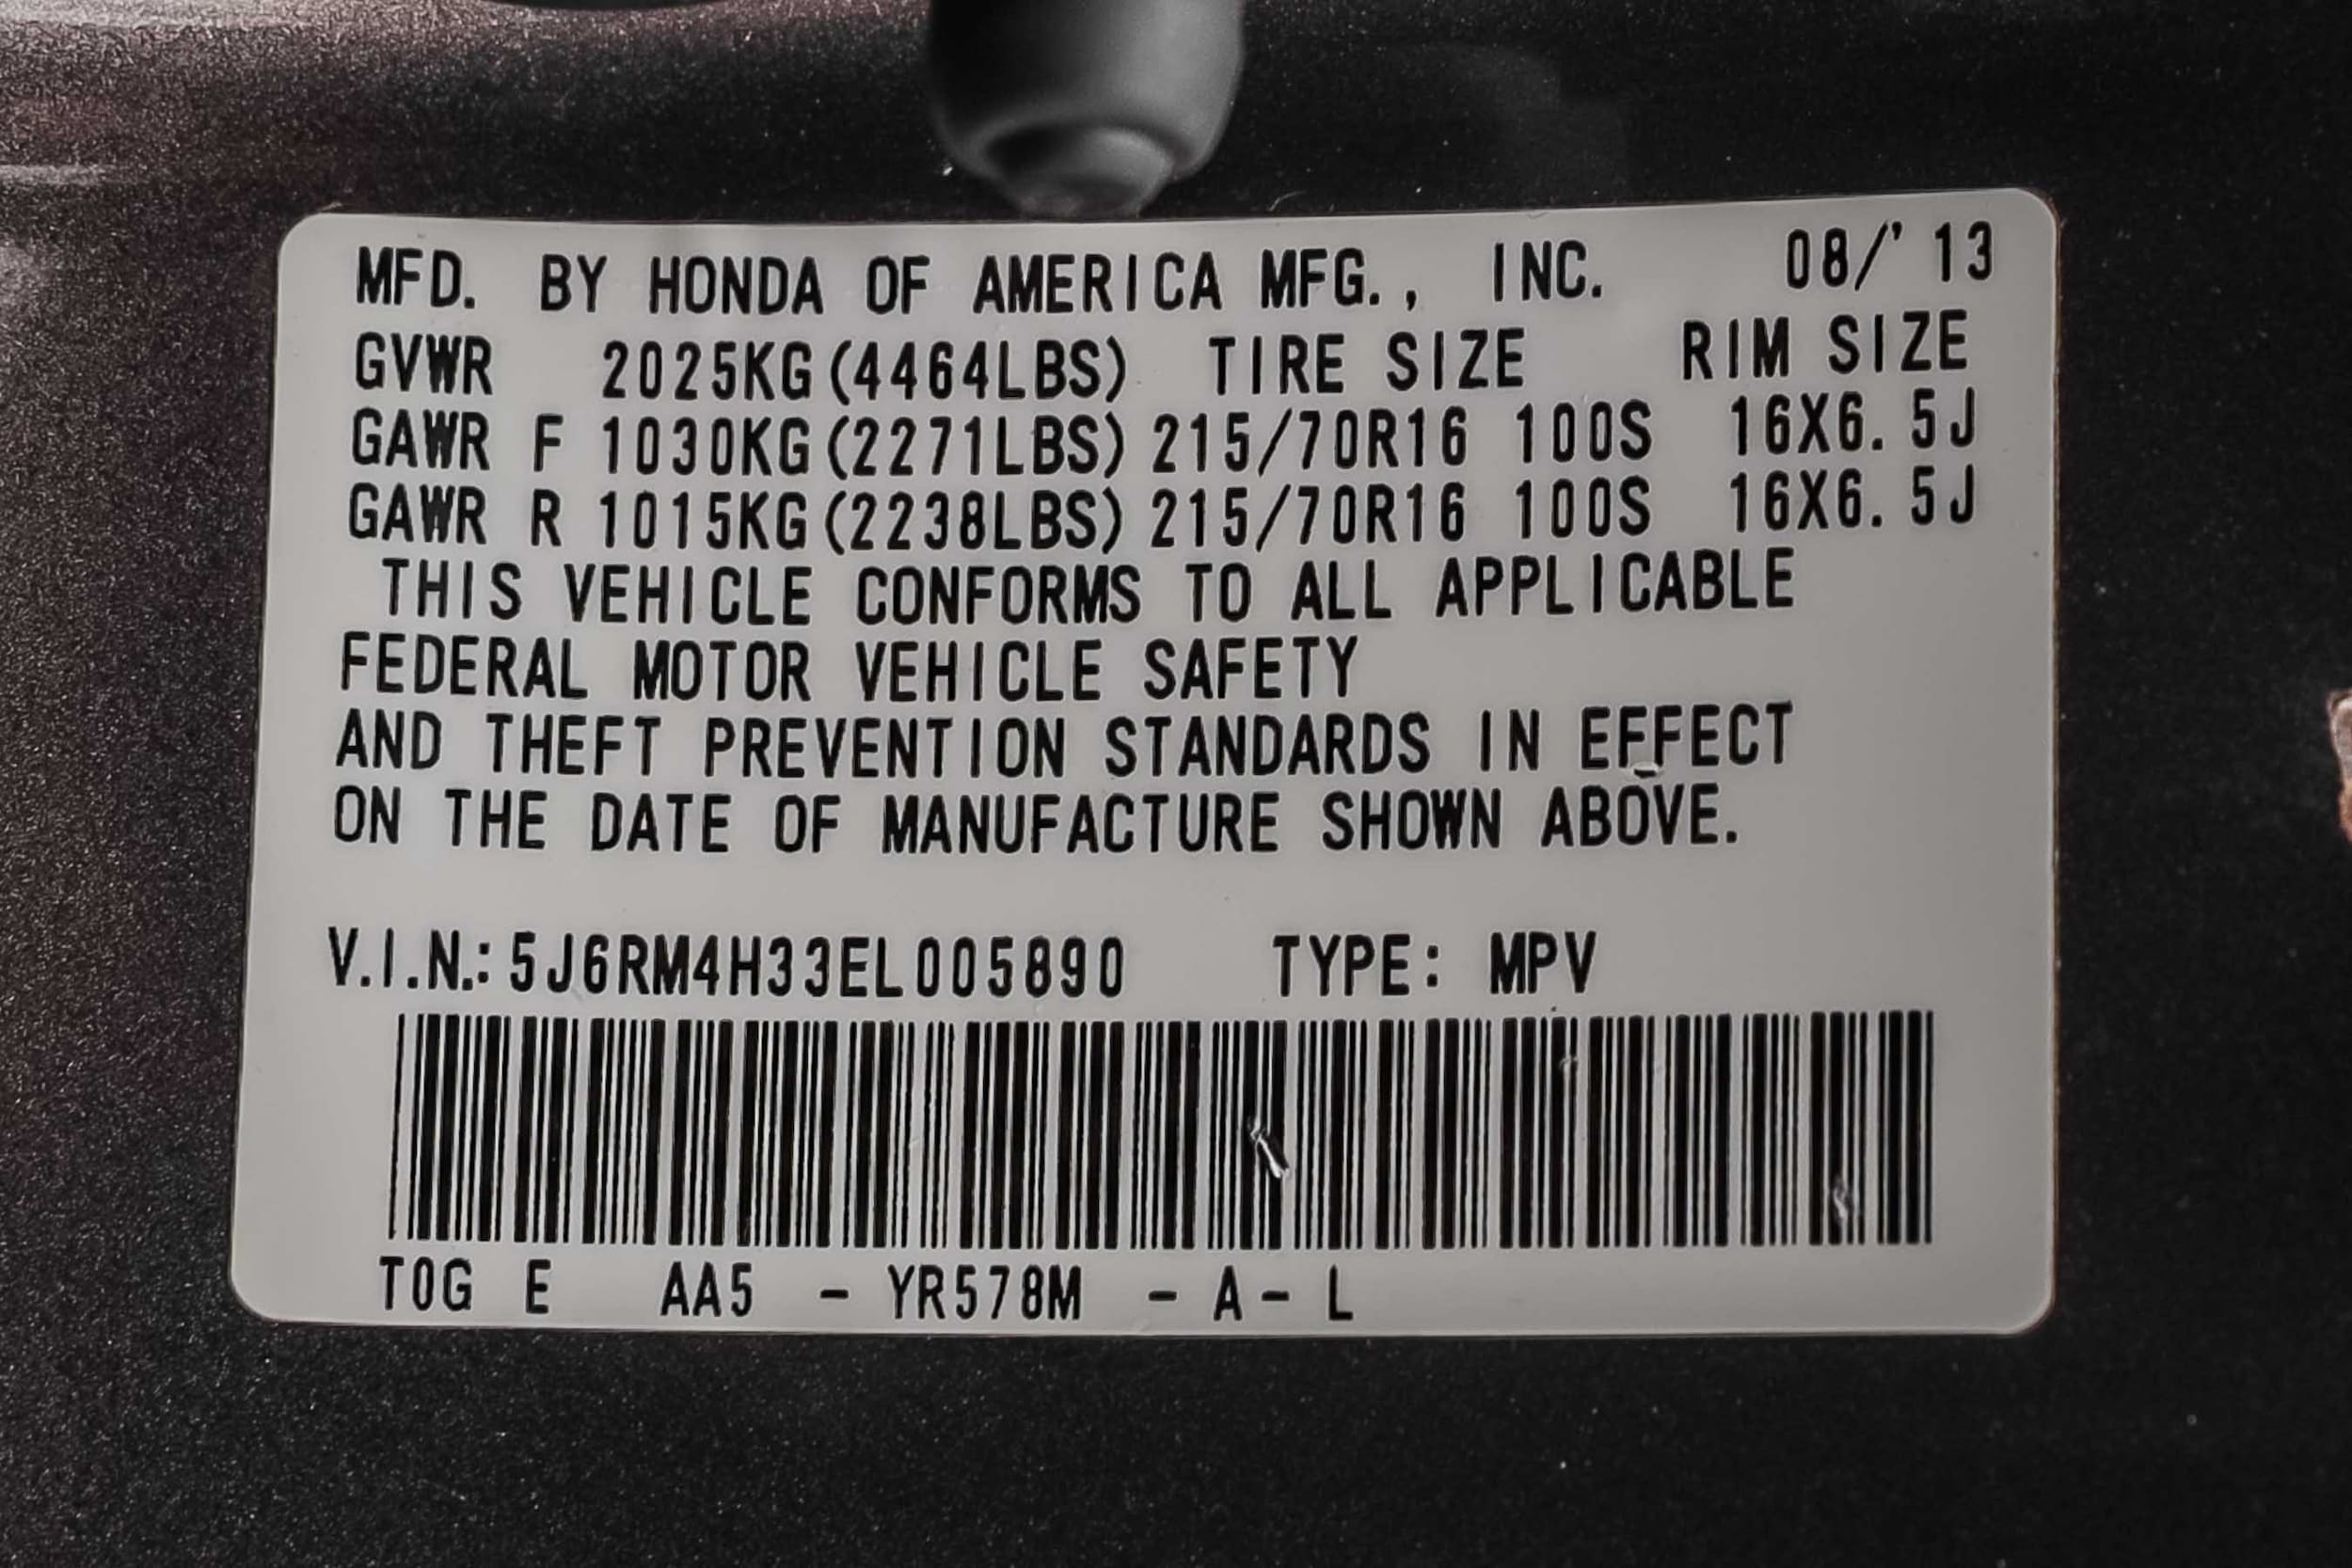 MFD. BY HONDA OF AMERICA MFG., INC. 08/'13
GVWR 2025KG(4464LBS) TIRE SIZE RIM SIZE
GAWR F 1030KG(2271LBS) 215/70R16 100S 16X6.5J
GAWR R 1015KG(2238LBS) 215/70R16 100S 16X6.5J
THIS VEHICLE CONFORMS TO ALL APPLICABLE
FEDERAL MOTOR VEHICLE SAFETY
AND THEFT PREVENTION STANDARDS IN EFFECT
ON THE DATE OF MANUFACTURE SHOWN ABOVE.
V.I.N.: 5J6RM4H33EL005890 TYPE: MPV
T0G E AA5 - YR578M - A - L